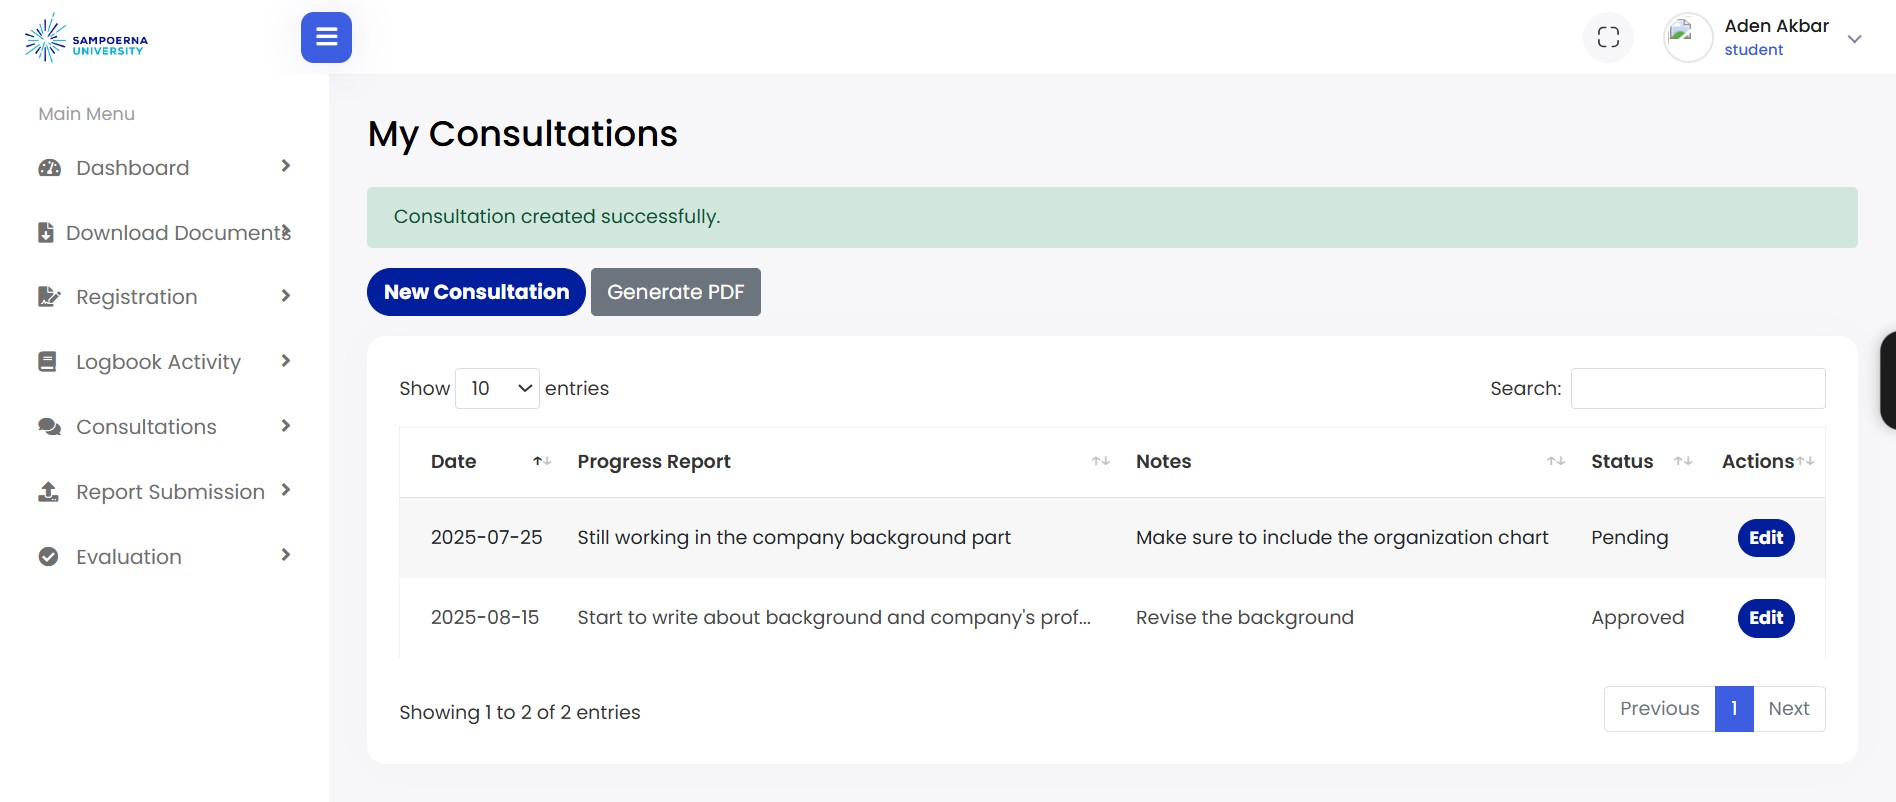 SAMPOERNA
UNIVERSITY
Aden Akbar
student
Main Menu
Dashboard
Download Documents
Registration
Logbook Activity
Consultations
Report Submission
Evaluation
My Consultations
Consultation created successfully.
New Consultation Generate PDF
Show 10 entries Search:
Date Progress Report Notes Status Actions
2025-07-25 Still working in the company background part Make sure to include the organization chart Pending Edit
2025-08-15 Start to write about background and company's prof... Revise the background Approved Edit
Showing 1 to 2 of 2 entries Previous 1 Next